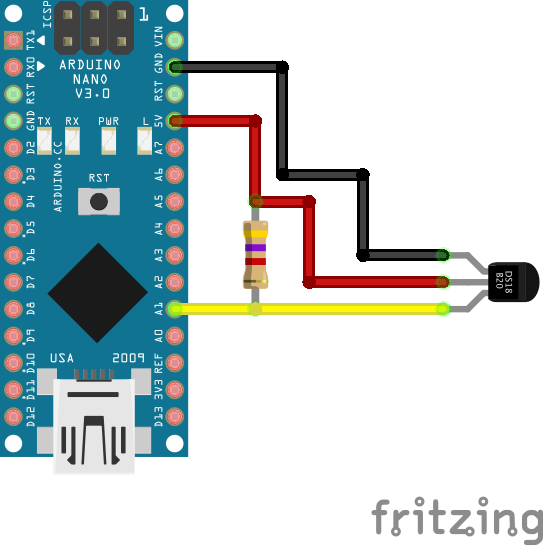 ICSP
1
TX1
RX0
RST
GND
D2
D3
D4
D5
D6
D7
D8
D9
D10
D11
D12
VIN
GND
RST
5V
A7
A6
A5
A4
A3
A2
A1
A0
REF
3V3
D13
ARDUINO
NANO
V3.0
TX RX PWR L
RST
ARDUINO.CC
USA 2009
DS18
B20
fritzing